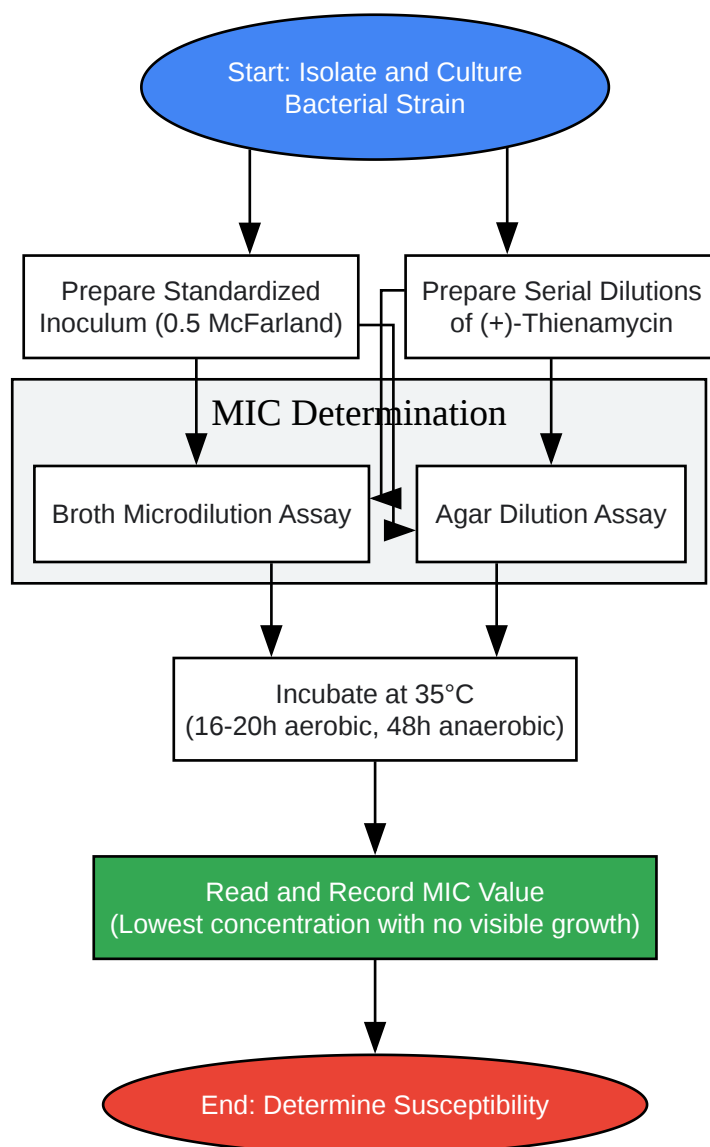 Start: Isolate and Culture
Bacterial Strain
Prepare Standardized
Inoculum (0.5 McFarland)
Prepare Serial Dilutions
of (+)-Thienamycin
MIC Determination
Broth Microdilution Assay
Agar Dilution Assay
Incubate at 35°C
(16-20h aerobic, 48h anaerobic)
Read and Record MIC Value
(Lowest concentration with no visible growth)
End: Determine Susceptibility